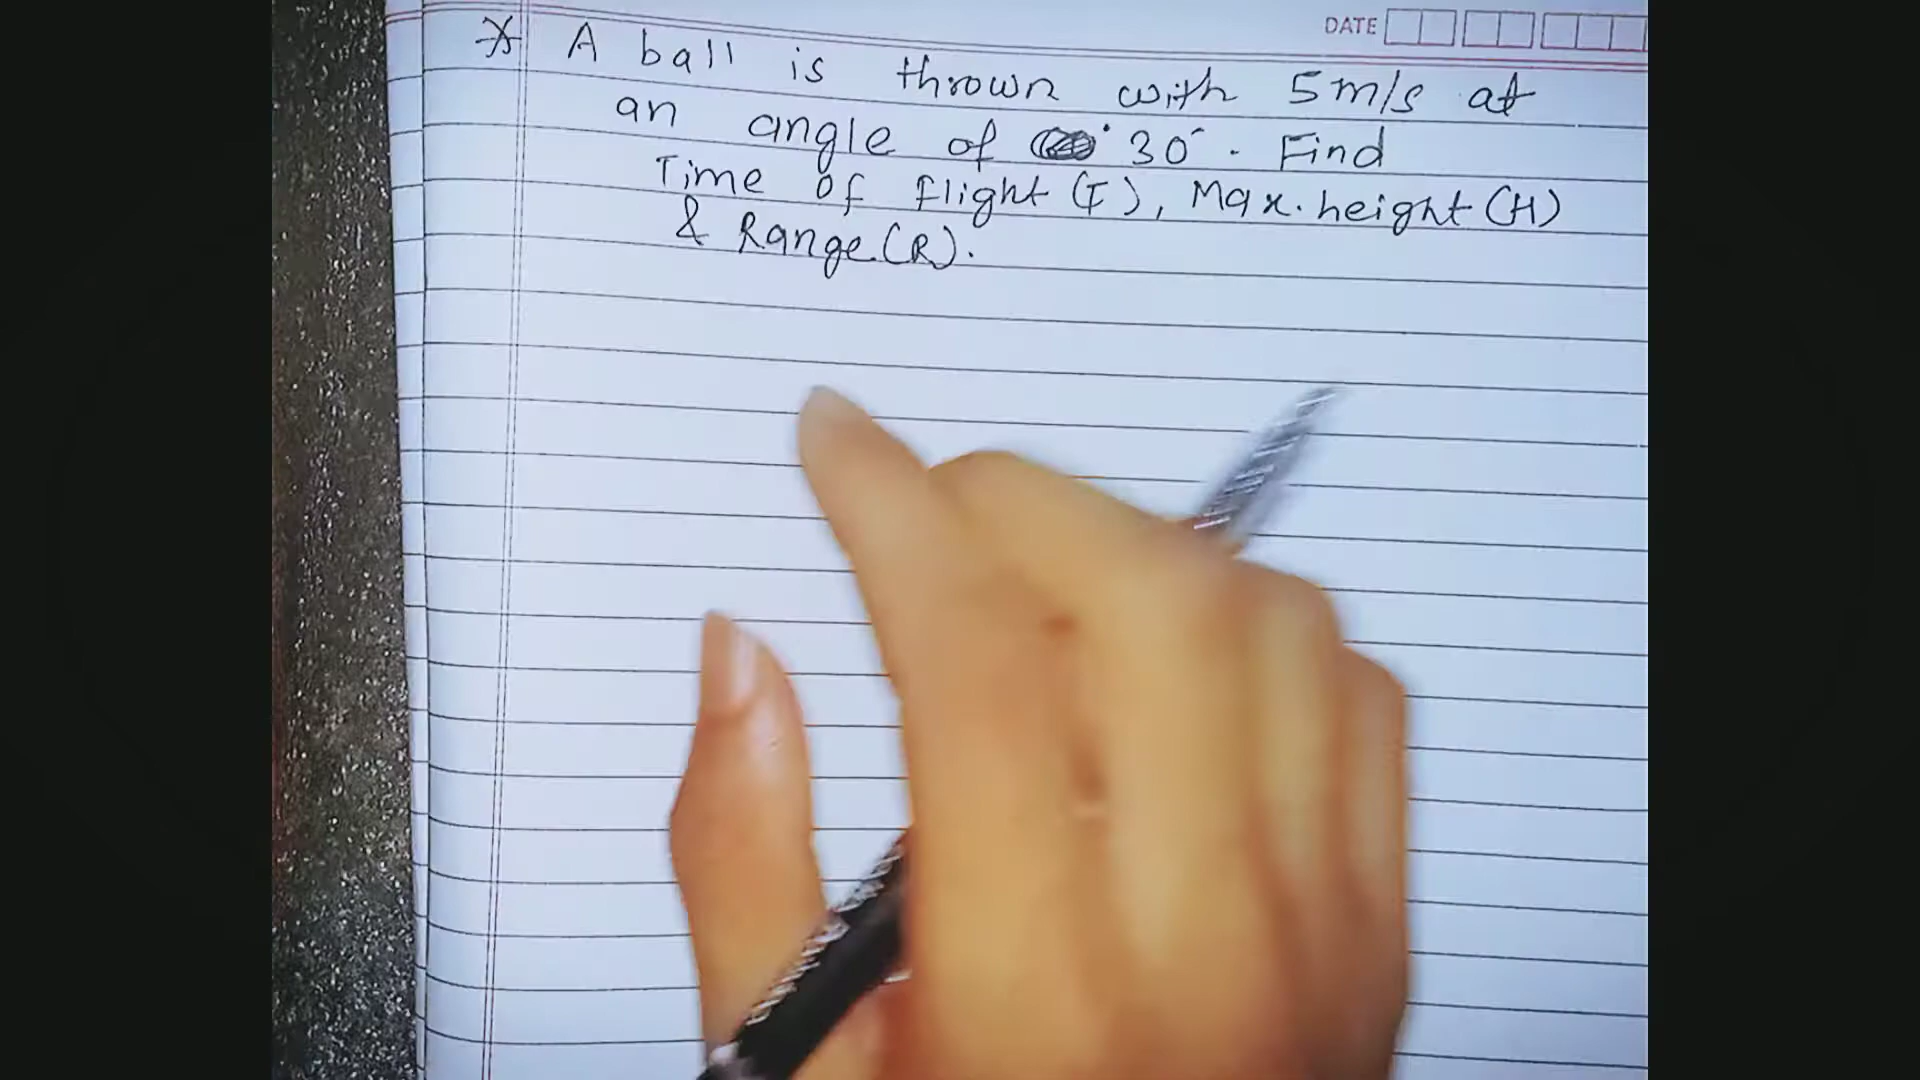 DATE
A ball is thrown with 5m/s at
an angle of 30°. Find
Time of flight (T), Max. height (H)
& Range (R).